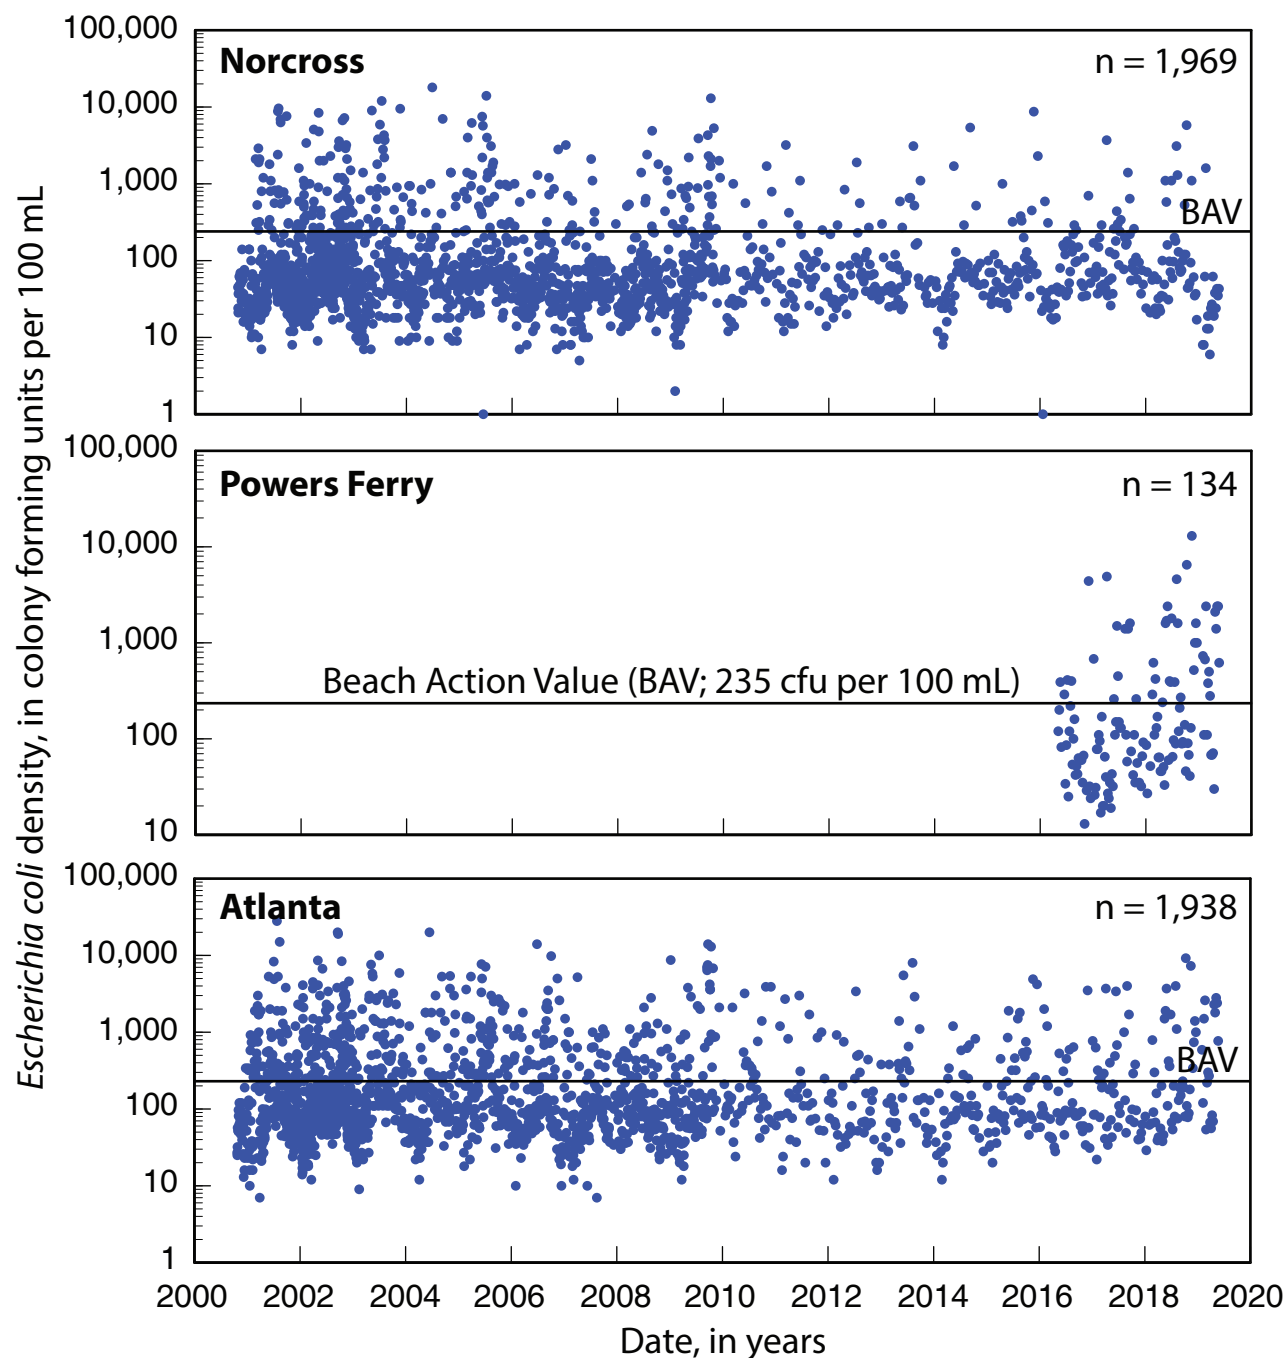 Escherichia coli density, in colony forming units per 100 mL
100,000
10,000
1,000
100
10
1
Norcross
n = 1,969
BAV
100,000
10,000
1,000
100
10
Powers Ferry
n = 134
Beach Action Value (BAV; 235 cfu per 100 mL)
100,000
10,000
1,000
100
10
1
Atlanta
n = 1,938
BAV
2000 2002 2004 2006 2008 2010 2012 2014 2016 2018 2020
Date, in years